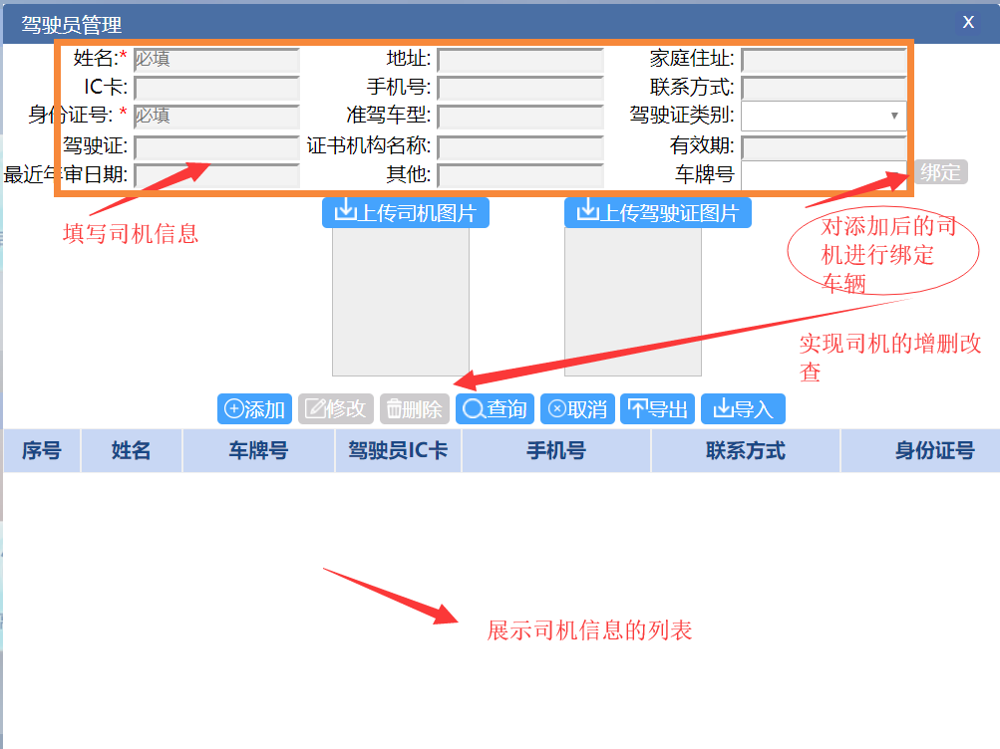 驾驶员管理 X
姓名:* 必填 地址: 家庭住址:
IC卡: 手机号: 联系方式:
身份证号: * 必填 准驾车型: 驾驶证类别:
驾驶证: 证书机构名称: 有效期:
最近年审日期: 其他: 车牌号 绑定
上传司机图片 上传驾驶证图片
填写司机信息
对添加后的司
机进行绑定
车辆
实现司机的增删改
查
添加 修改 删除 查询 取消 导出 导入
序号 姓名 车牌号 驾驶员IC卡 手机号 联系方式 身份证号
展示司机信息的列表